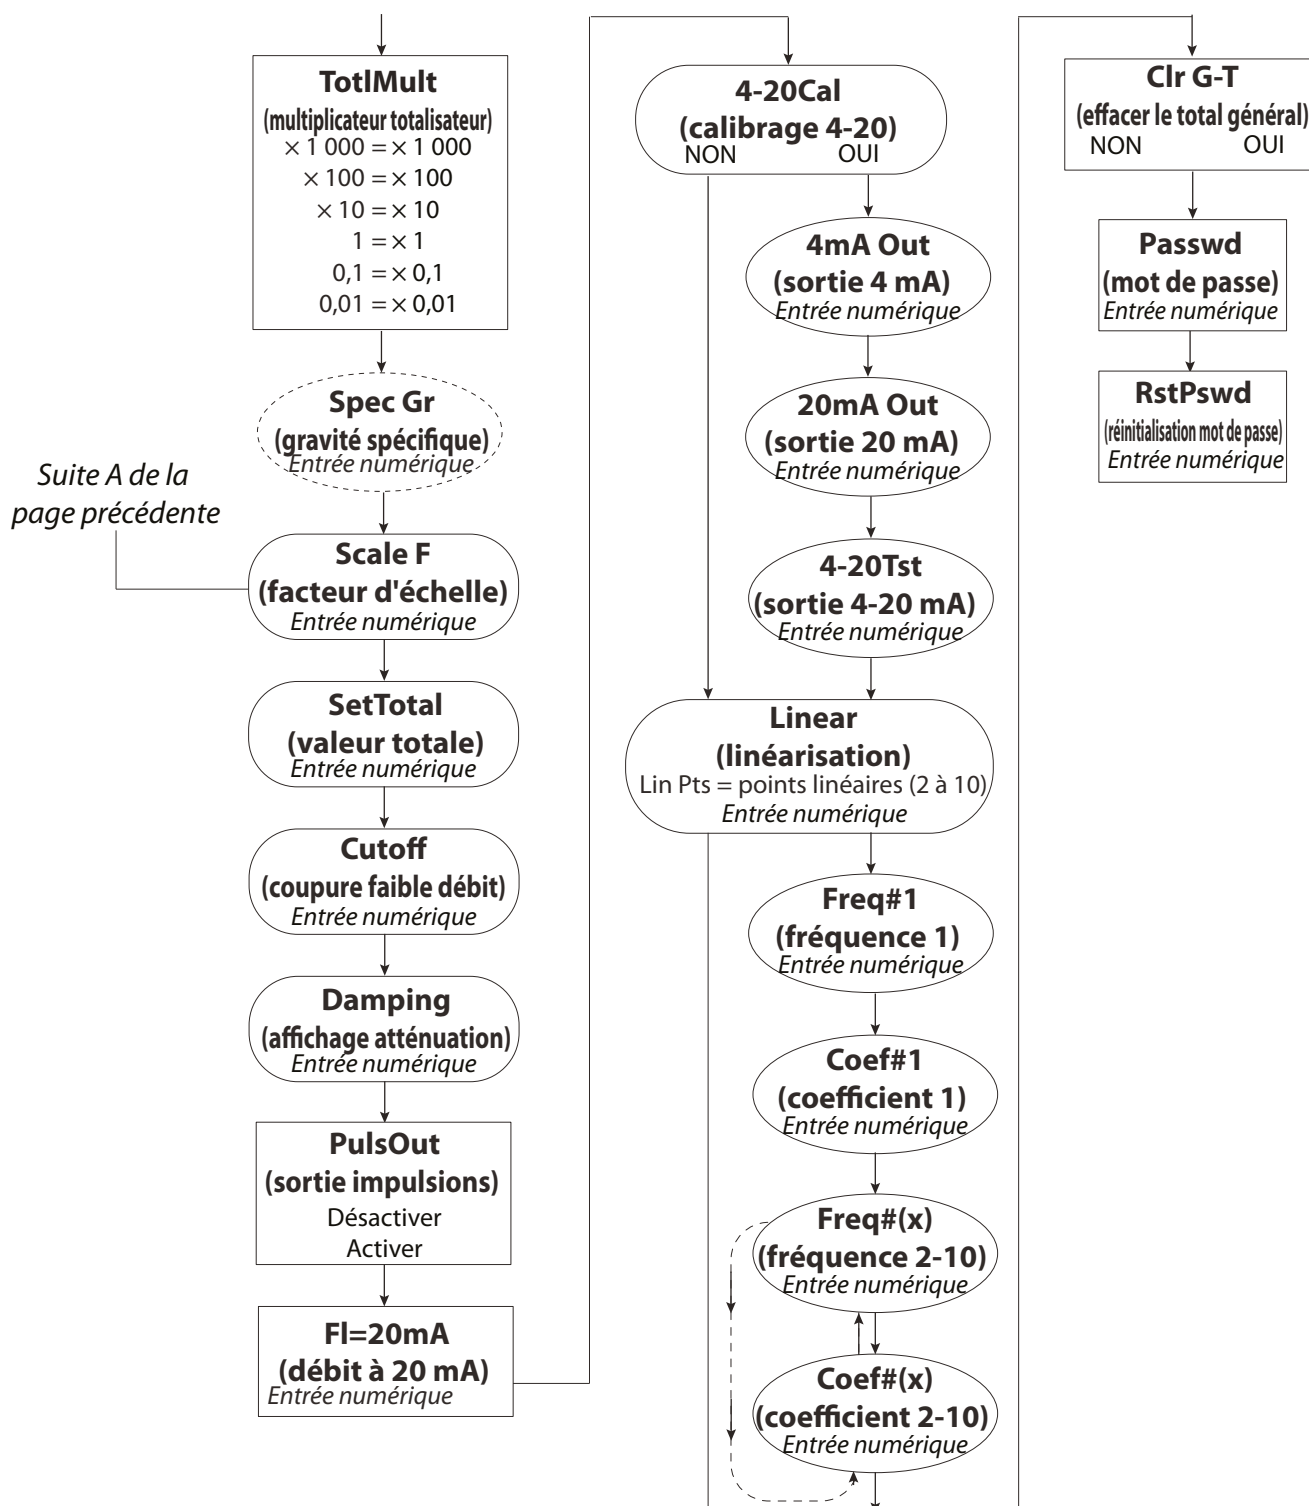 TotlMult
(multiplicateur totalisateur)
× 1 000 = × 1 000
× 100 = × 100
× 10 = × 10
1 = × 1
0,1 = × 0,1
0,01 = × 0,01
Spec Gr
(gravité spécifique)
Entrée numérique
Suite A de la
page précédente
Scale F
(facteur d'échelle)
Entrée numérique
SetTotal
(valeur totale)
Entrée numérique
Cutoff
(coupure faible débit)
Entrée numérique
Damping
(affichage atténuation)
Entrée numérique
PulsOut
(sortie impulsions)
Désactiver
Activer
Fl=20mA
(débit à 20 mA)
Entrée numérique
4-20Cal
(calibrage 4-20)
NON OUI
4mA Out
(sortie 4 mA)
Entrée numérique
20mA Out
(sortie 20 mA)
Entrée numérique
4-20Tst
(sortie 4-20 mA)
Entrée numérique
Linear
(linéarisation)
Lin Pts = points linéaires (2 à 10)
Entrée numérique
Freq#1
(fréquence 1)
Entrée numérique
Coef#1
(coefficient 1)
Entrée numérique
Freq#(x)
(fréquence 2-10)
Entrée numérique
Coef#(x)
(coefficient 2-10)
Entrée numérique
Clr G-T
(effacer le total général)
NON OUI
Passwd
(mot de passe)
Entrée numérique
RstPswd
(réinitialisation mot de passe)
Entrée numérique